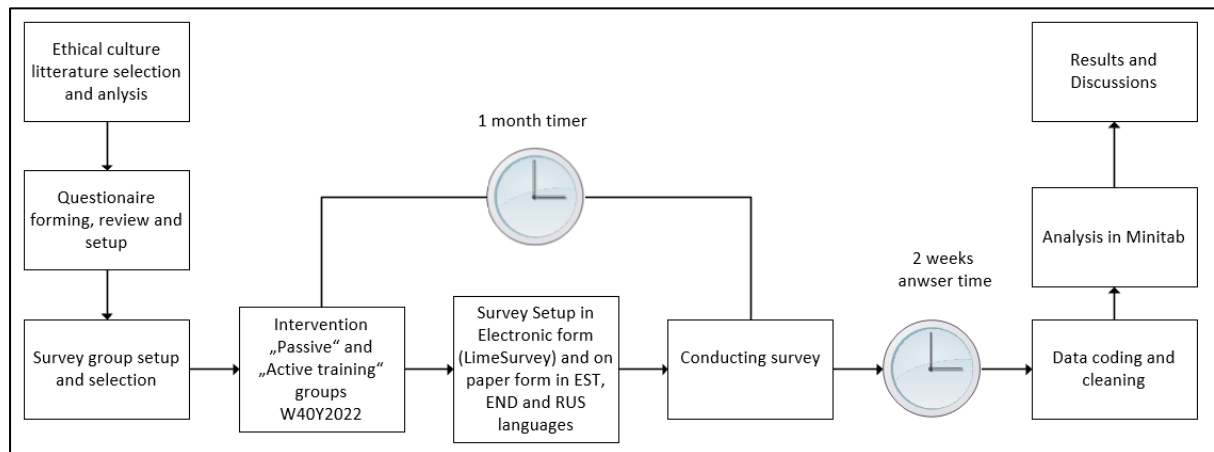 Ethical culture
litterature selection
and anlysis
Questionaire
forming, review and
setup
Survey group setup
and selection
1 month timer
Intervention
„Passive“ and
„Active training“
groups
W40Y2022
Survey Setup in
Electronic form
(LimeSurvey) and on
paper form in EST,
END and RUS
languages
Conducting survey
2 weeks
anwser time
Data coding and
cleaning
Analysis in Minitab
Results and
Discussions